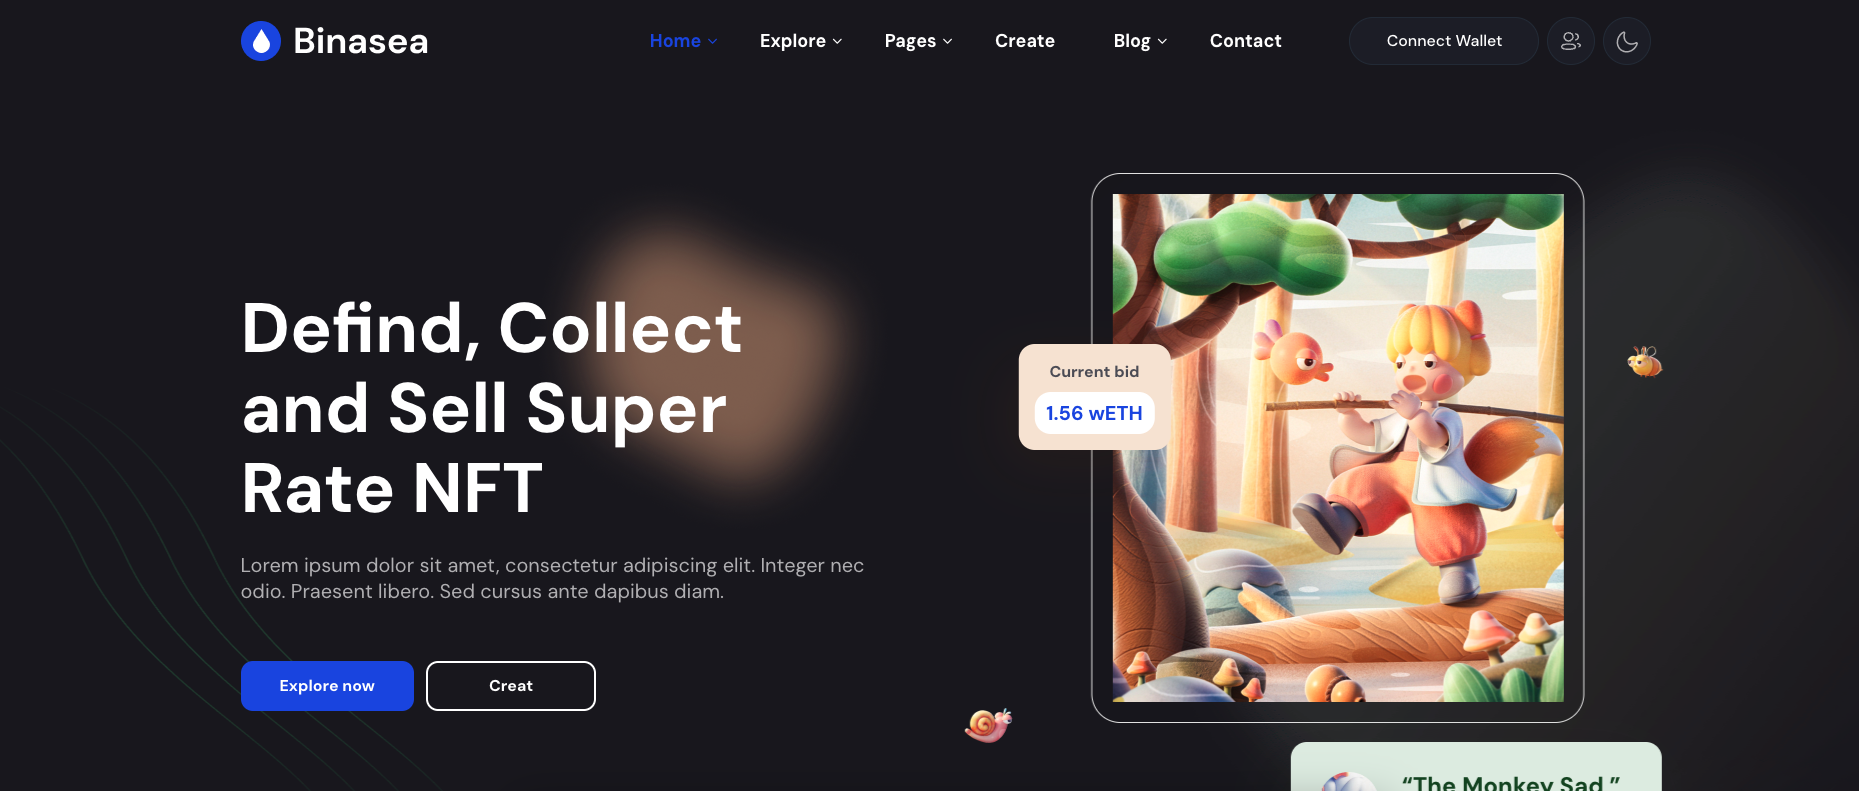 Binasea
Home
Explore
Pages
Create
Blog
Contact
Connect Wallet
Defind, Collect
and Sell Super
Rate NFT
Lorem ipsum dolor sit amet, consectetur adipiscing elit. Integer nec
odio. Praesent libero. Sed cursus ante dapibus diam.
Explore now
Creat
Current bid
1.56 wETH
“The Monkey Sad ”